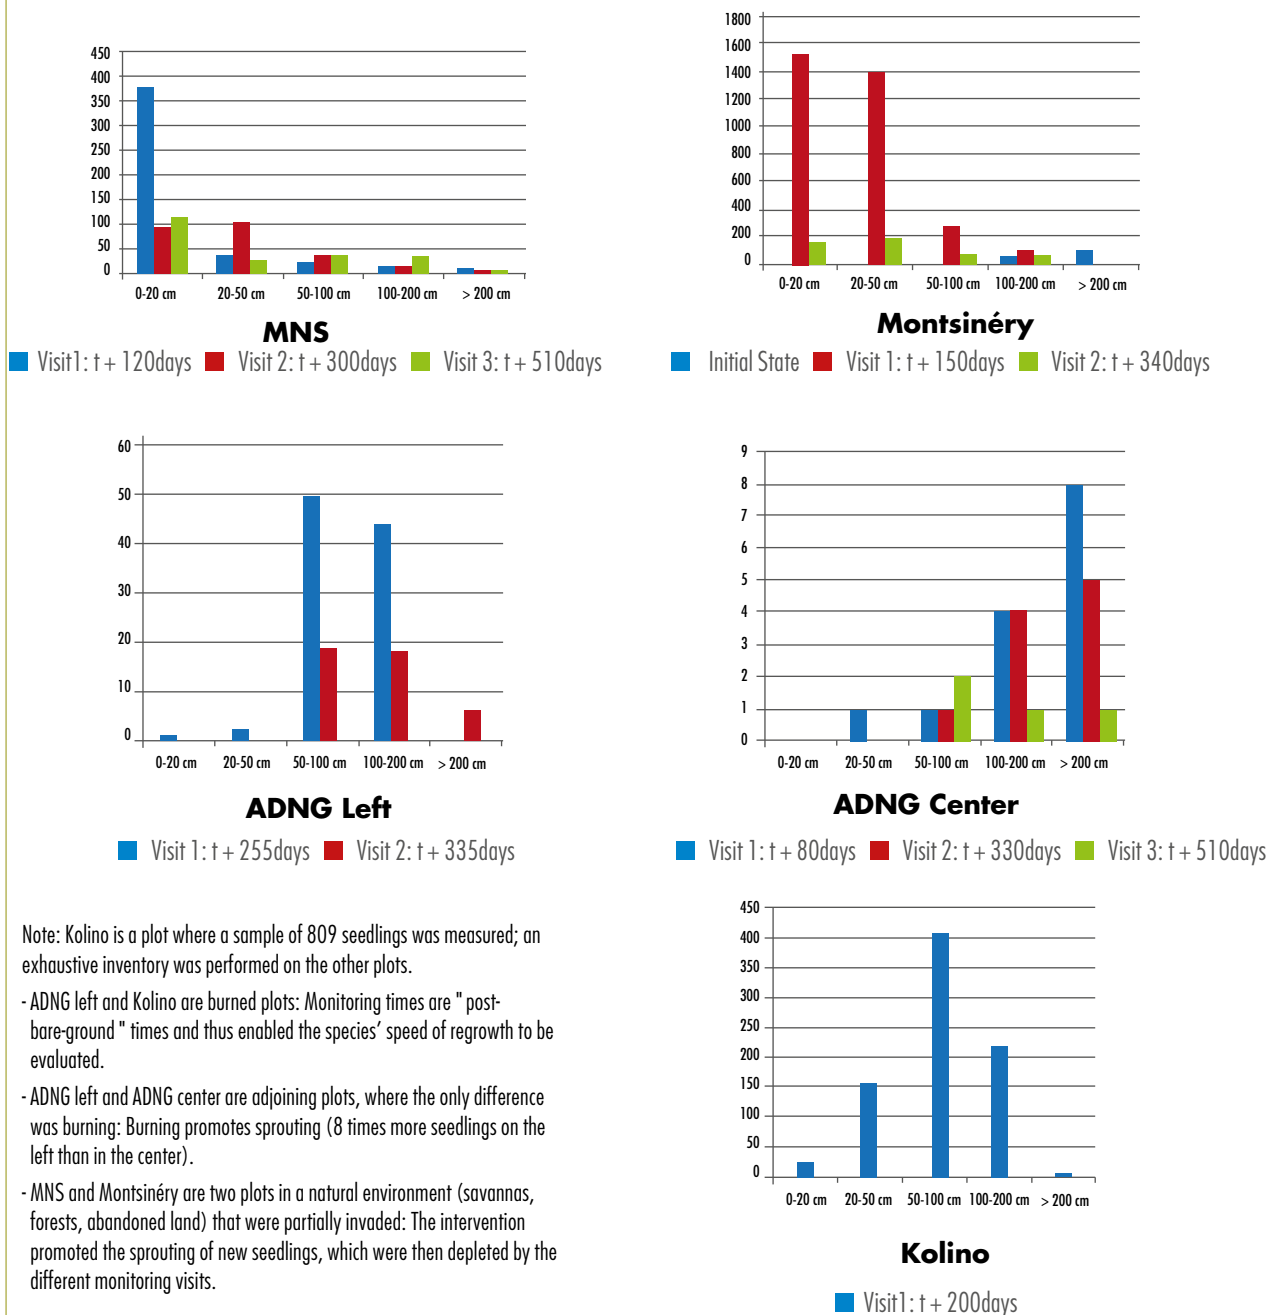 450
400
350
300
250
200
150
100
50
0
0-20 cm 20-50 cm 50-100 cm 100-200 cm > 200 cm
MNS
Visit1: t + 120days Visit 2: t + 300days Visit 3: t + 510days
1800
1600
1400
1200
1000
800
600
400
200
0
0-20 cm 20-50 cm 50-100 cm 100-200 cm > 200 cm
Montsinéry
Initial State Visit 1: t + 150days Visit 2: t + 340days
60
50
40
30
20
10
0
0-20 cm 20-50 cm 50-100 cm 100-200 cm > 200 cm
ADNG Left
Visit 1: t + 255days Visit 2: t + 335days
9
8
7
6
5
4
3
2
1
0
0-20 cm 20-50 cm 50-100 cm 100-200 cm > 200 cm
ADNG Center
Visit 1: t + 80days Visit 2: t + 330days Visit 3: t + 510days
Note: Kolino is a plot where a sample of 809 seedlings was measured; an
exhaustive inventory was performed on the other plots.
- ADNG left and Kolino are burned plots: Monitoring times are " post-
bare-ground " times and thus enabled the species’ speed of regrowth to be
evaluated.
- ADNG left and ADNG center are adjoining plots, where the only difference
was burning: Burning promotes sprouting (8 times more seedlings on the
left than in the center).
- MNS and Montsinéry are two plots in a natural environment (savannas,
forests, abandoned land) that were partially invaded: The intervention
promoted the sprouting of new seedlings, which were then depleted by the
different monitoring visits.
450
400
350
300
250
200
150
100
50
0
0-20 cm 20-50 cm 50-100 cm 100-200 cm > 200 cm
Kolino
Visit1: t + 200days